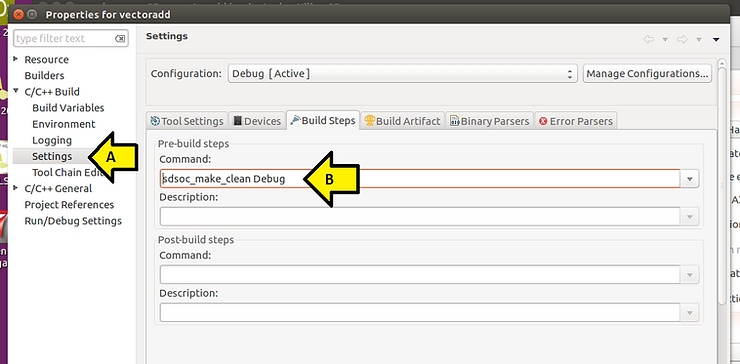 Properties for vectoradd
type filter text
Settings
Resource
Builders
C/C++ Build
Build Variables
Environment
Logging
Settings
Tool Chain Edit
C/C++ General
Project References
Run/Debug Settings
A
Configuration:
Debug [Active]
Manage Configurations...
Tool Settings
Devices
Build Steps
Build Artifact
Binary Parsers
Error Parsers
Pre-build steps
Command:
sdsoc_make_clean Debug
B
Description:
Post-build steps
Command:
Description: